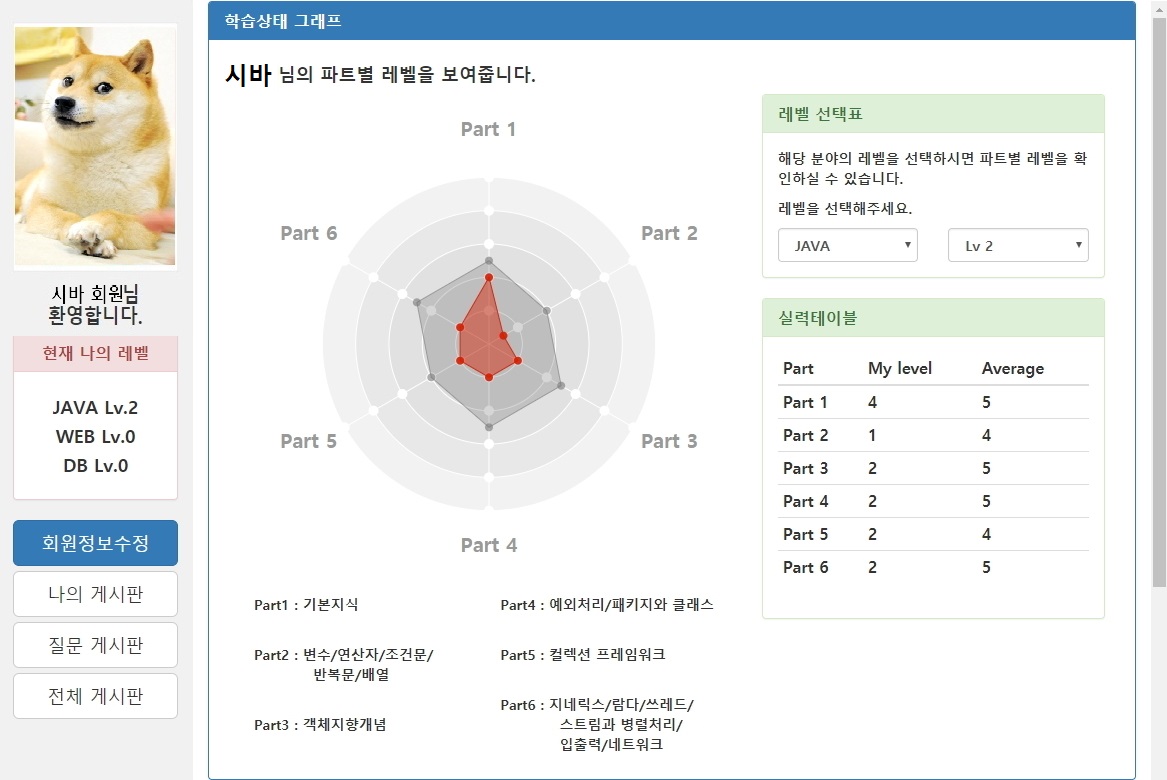 시바 회원님
환영합니다.
현재 나의 레벨
JAVA Lv.2
WEB Lv.0
DB Lv.0
회원정보수정
나의 게시판
질문 게시판
전체 게시판
학습상태 그래프
시바 님의 파트별 레벨을 보여줍니다.
Part 1
Part 6
Part 2
Part 5
Part 3
Part 4
Part1 : 기본지식
Part2 : 변수/연산자/조건문/
반복문/배열
Part3 : 객체지향개념
Part4 : 예외처리/패키지와 클래스
Part5 : 컬렉션 프레임워크
Part6 : 지네릭스/람다/쓰레드/
스트림과 병렬처리/
입출력/네트워크
레벨 선택표
해당 분야의 레벨을 선택하시면 파트별 레벨을 확
인하실 수 있습니다.
레벨을 선택해주세요.
JAVA Lv 2
실력테이블
Part My level Average
Part 1 4 5
Part 2 1 4
Part 3 2 5
Part 4 2 5
Part 5 2 4
Part 6 2 5